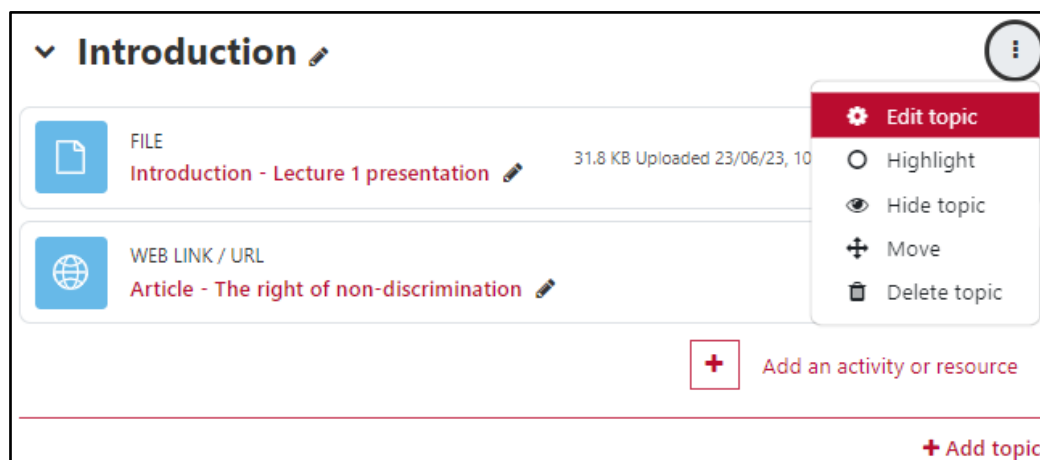 Introduction
Edit topic
FILE
Introduction - Lecture 1 presentation
31.8 KB Uploaded 23/06/23, 10
Highlight
Hide topic
WEB LINK / URL
Article - The right of non-discrimination
Move
Delete topic
Add an activity or resource
+ Add topic